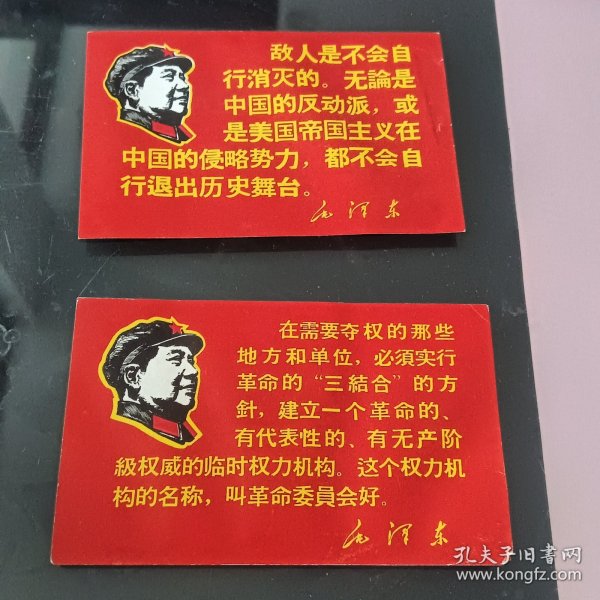 敌人是不会自
行消灭的。无論是
中国的反动派，或
是美国帝国主义在
中国的侵略势力，都不会自
行退出历史舞台。
毛泽东
在需要夺权的那些
地方和单位，必須实行
革命的“三結合”的方
針，建立一个革命的、
有代表性的、有无产阶
級权威的临时权力机构。这个权力机
构的名称，叫革命委員会好。
毛泽东
孔夫子旧書网
www.kongfz.com